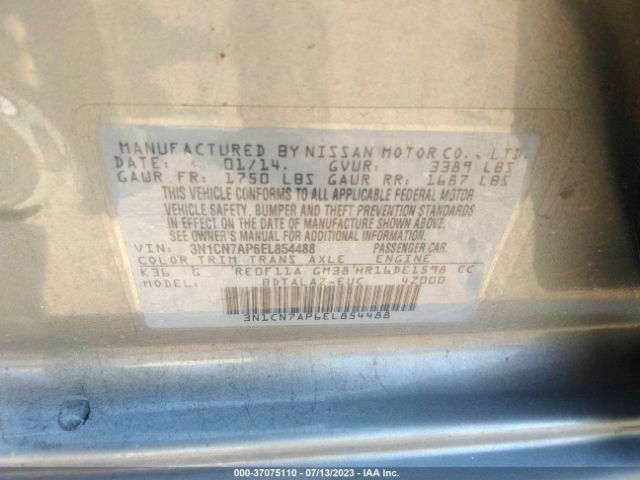 MANUFACTURED BY NISSAN MOTOR CO., LTD.
DATE: 01/14. GVWR: 3389 LBS
GAWR FR: 1750 LBS GAWR RR: 1687 LBS
THIS VEHICLE CONFORMS TO ALL APPLICABLE FEDERAL MOTOR
VEHICLE SAFETY, BUMPER AND THEFT PREVENTION STANDARDS
IN EFFECT ON THE DATE OF MANUFACTURE SHOWN ABOVE.
SEE OWNER'S MANUAL FOR ADDITIONAL INFORMATION.
VIN: 3N1CN7AP6EL854488 PASSENGER CAR.
COLOR TRIM TRANS AXLE ENGINE
K36 G RE0F11A GM38 HR16DE1598 CC
MODEL BDTALAZ-EUC 4Z000
3N1CN7AP6EL854488
000-37075110 - 07/13/2023 - IAA Inc.